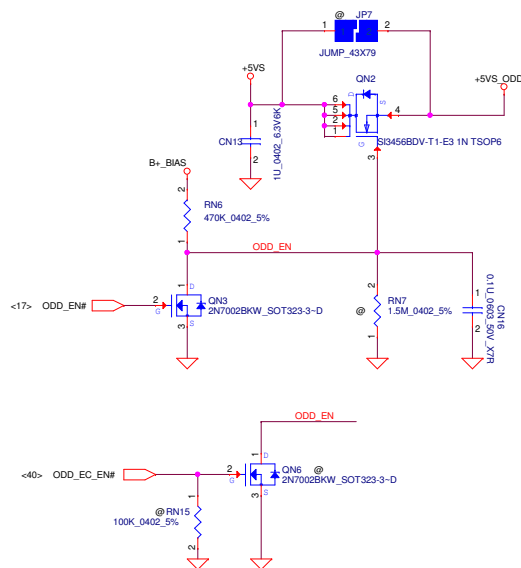 @ JP7
1 2
JUMP_43X79
+5VS
QN2
+5VS_ODD
D
S
6
5
2
1
4
G
3
SI3456BDV-T1-E3 1N TSOP6
CN13
1
2
1U_0402_6.3V6K
B+_BIAS
2
RN6
470K_0402_5%
1
ODD_EN
1
D
QN3
2N7002BKW_SOT323-3~D
<17> ODD_EN#
2
G
S
3
2
RN7
1.5M_0402_5%
@
1
1
2
CN16
0.1U_0603_50V_X7R
ODD_EN
1
D
QN6 @
2N7002BKW_SOT323-3~D
<40> ODD_EC_EN#
2
G
S
3
1
@ RN15
100K_0402_5%
2